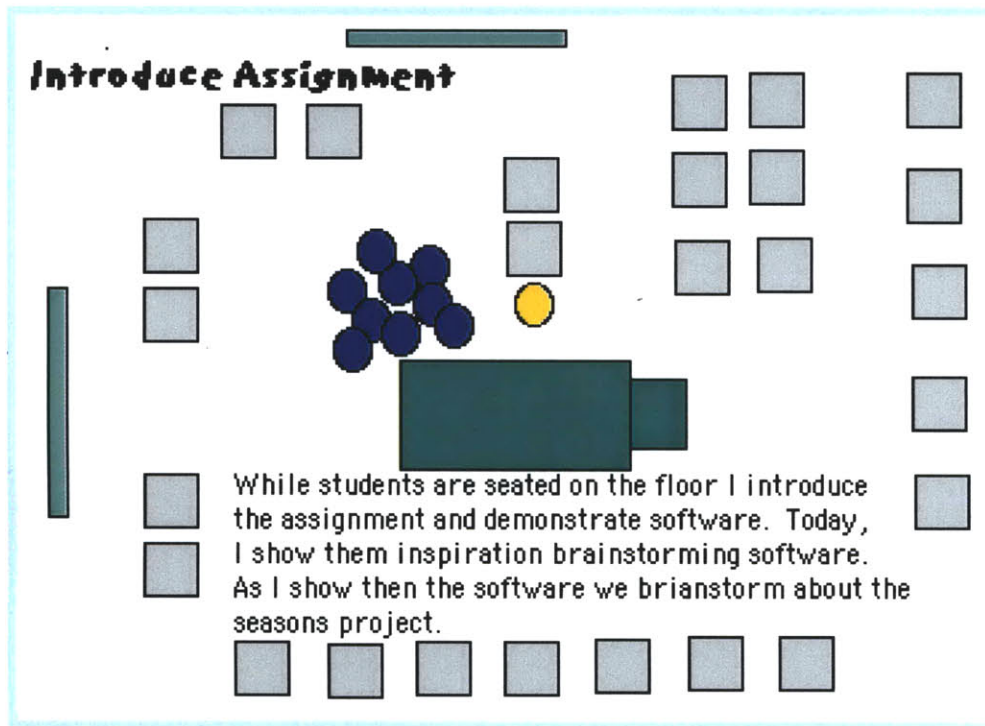 Introduce Assignment
While students are seated on the floor I introduce
the assignment and demonstrate software. Today,
I show them inspiration brainstorming software.
As I show then the software we brianstorm about the
seasons project.